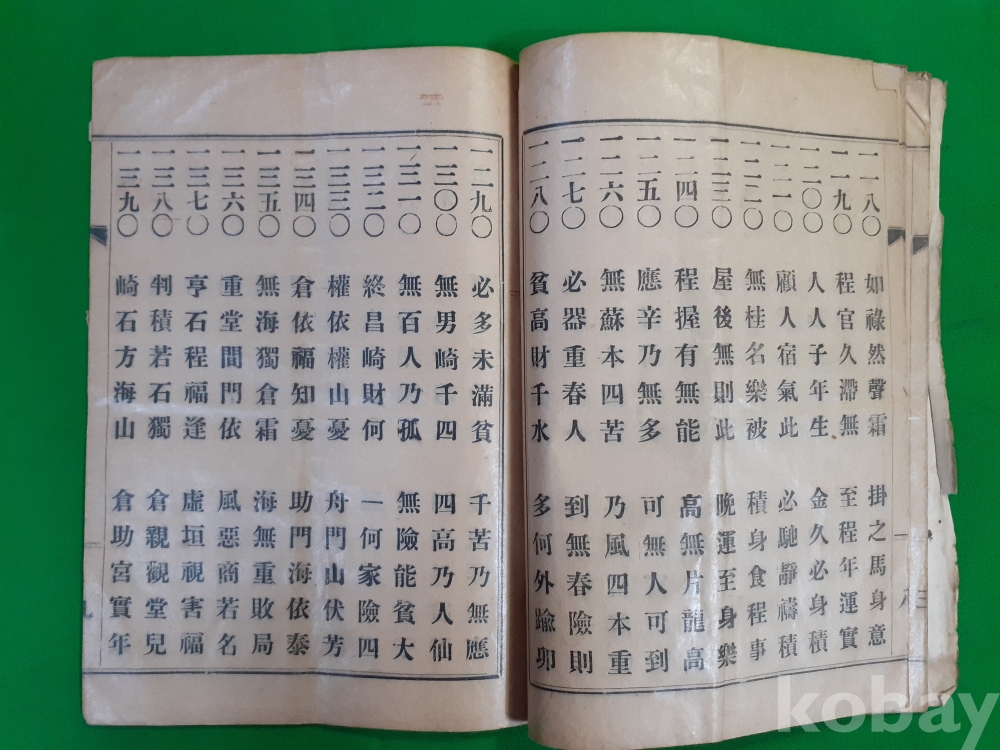 一一八〇 如祿然聲霜 掛之馬身意
一一九〇 程官久滯無 至程年運實
一二〇〇 人人子年生 金久必身積
一二一〇 顧人宿氣此 必馳靜禱積
一二二〇 無桂名樂被 積身食程事
一二三〇 屋後無則此 晚運至身樂
一二四〇 程握有無能 高無片龍高
一二五〇 應辛乃無多 可無人可到
一二六〇 無蘇本四苦 乃風四本重
一二七〇 必器重春人 到無春險則
一二八〇 貧高財千水 多何外踰卯
一二九〇 必多未滿貧 千苦乃無應
一三〇〇 無男崎千四 四高乃人仙
一三一〇 無百人乃孤 無險能貧大
一三二〇 終昌崎財何 一何家險四
一三三〇 權依權山憂 舟門山伏芳
一三四〇 倉依福知憂 助門海依泰
一三五〇 無海獨倉霜 海無重敗局
一三六〇 重堂間門依 風惡商若名
一三七〇 亨石程福逢 虛垣視害福
一三八〇 判積若石獨 倉親觀堂兒
一三九〇 崎石方海山 倉助宮實年
九
kobay